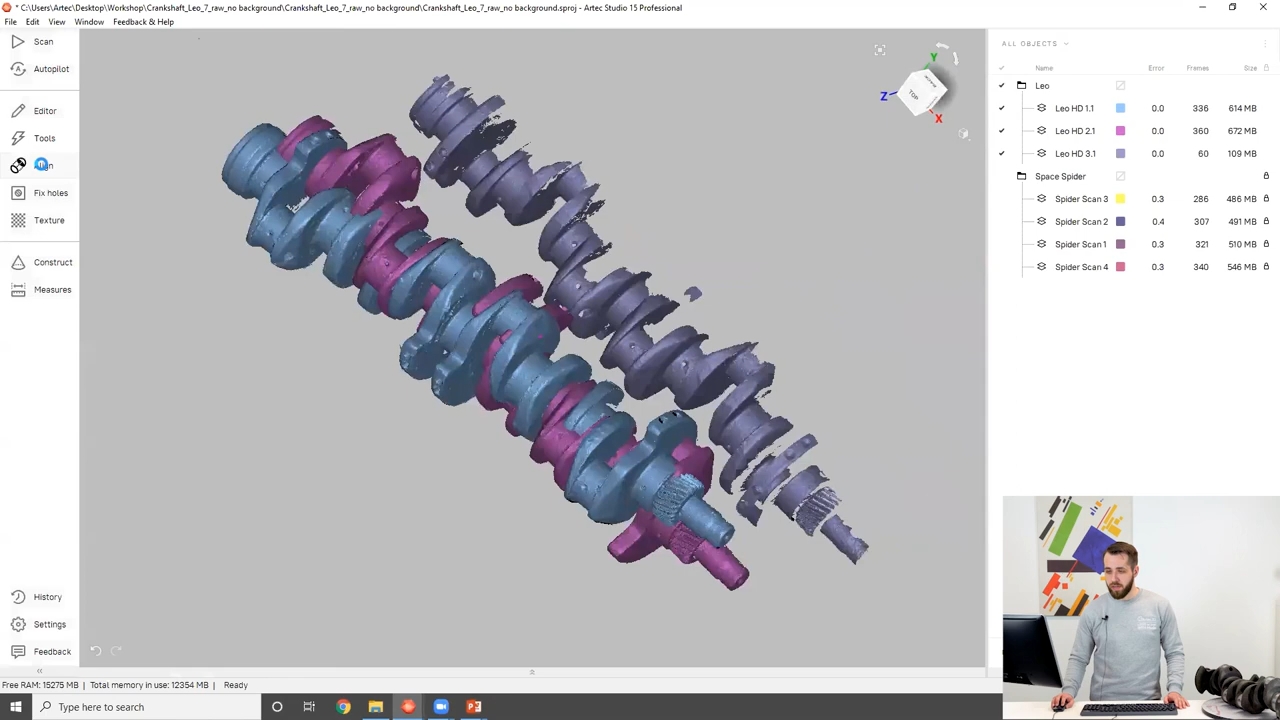 * C:\Users\Artec\Desktop\Workshop\Crankshaft_Leo_7_raw_no background\Crankshaft_Leo_7_raw_no background\Crankshaft_Leo_7_raw_no background.sproj - Artec Studio 15 Professional
File Edit View Window Feedback & Help
Scan
Autopilot
Editor
Tools
Fix holes
Texture
Construct
Measures
History
Settings
Feedback
Y
Z
TOP
X
ALL OBJECTS
Name Error Frames Size
Leo
Leo HD 1.1 0.0 336 614 MB
Leo HD 2.1 0.0 360 672 MB
Leo HD 3.1 0.0 60 109 MB
Space Spider
Spider Scan 3 0.3 286 486 MB
Spider Scan 2 0.4 307 491 MB
Spider Scan 1 0.3 321 510 MB
Spider Scan 4 0.3 340 546 MB
Free RAM: 15275 MB | Total memory in use: 12354 MB | Ready
Type here to search